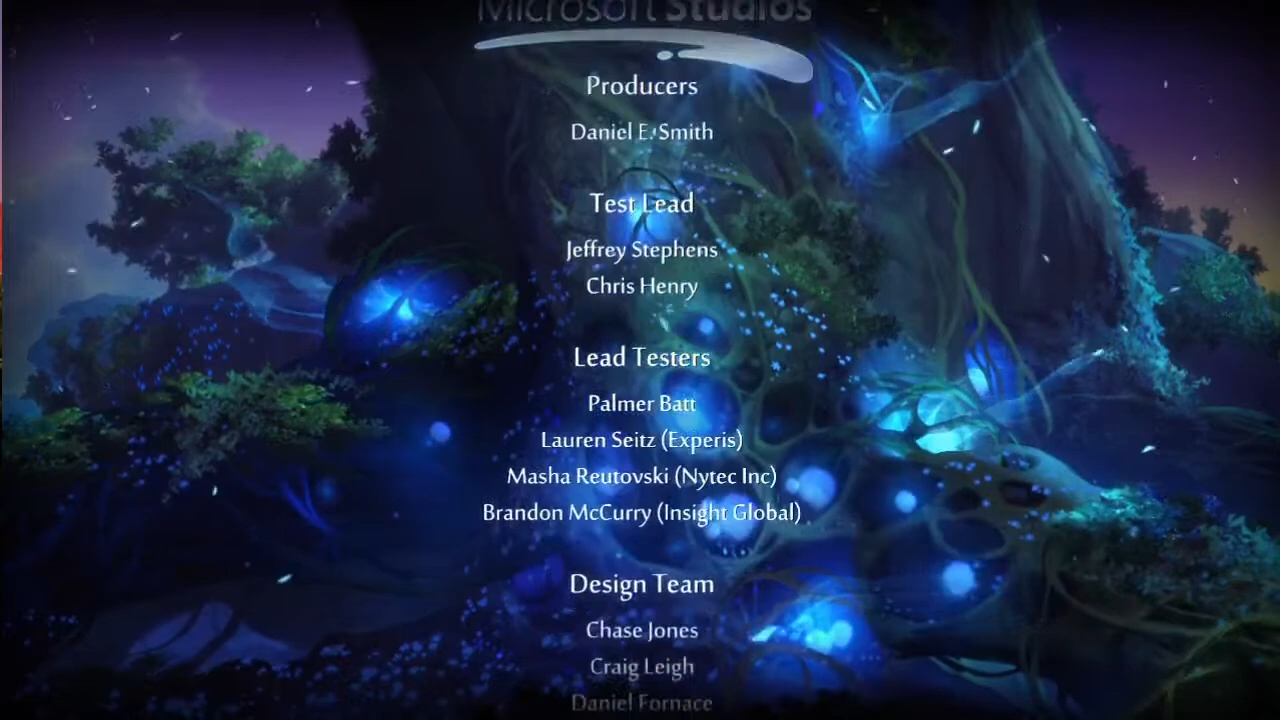 Microsoft Studios
Producers
Daniel E. Smith
Test Lead
Jeffrey Stephens
Chris Henry
Lead Testers
Palmer Batt
Lauren Seitz (Experis)
Masha Reutovski (Nytec Inc)
Brandon McCurry (Insight Global)
Design Team
Chase Jones
Craig Leigh
Daniel Fornace